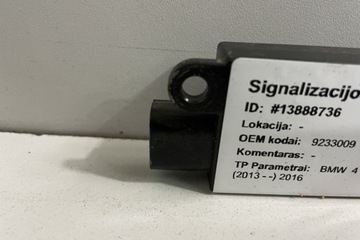 Signalizacijo
ID: #13888736
Lokacija: -
OEM kodai: 9233009
Komentaras: -
TP Parametrai: BMW 4
(2013 - -) 2016